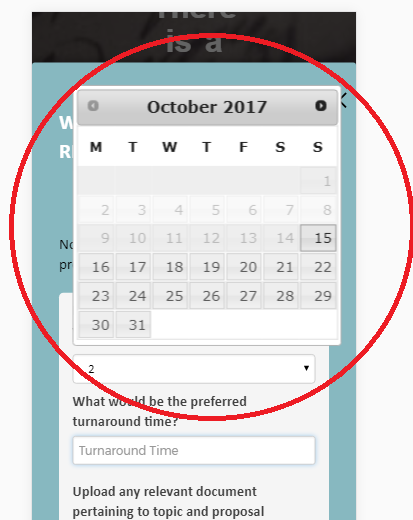 There
is a
October 2017
M T W T F S S
1
2 3 4 5 6 7 8
9 10 11 12 13 14 15
16 17 18 19 20 21 22
23 24 25 26 27 28 29
30 31
2
What would be the preferred
turnaround time?
Turnaround Time
Upload any relevant document
pertaining to topic and proposal